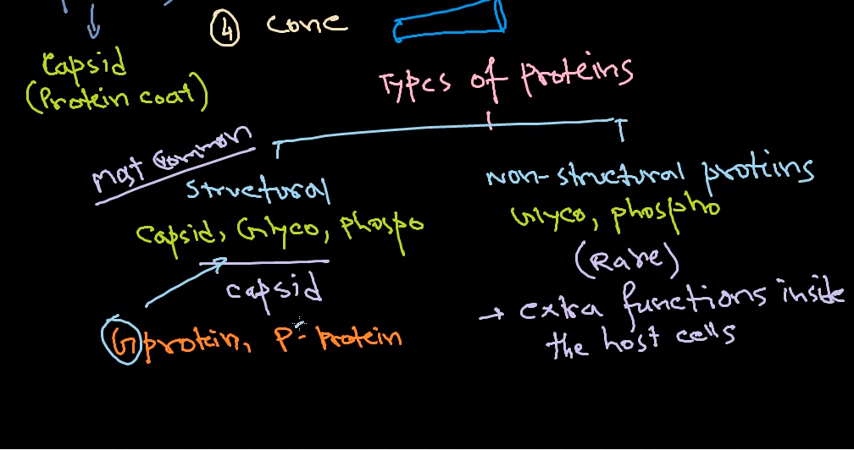 ④ cone
Capsid
(Protein coat)
Types of proteins
Most common
Structural
Capsid, Glyco, phospo
capsid
G protein, P-protein
Non-structural protiins
Glyco, phospho
(Rare)
→ extra functions inside
the host cells